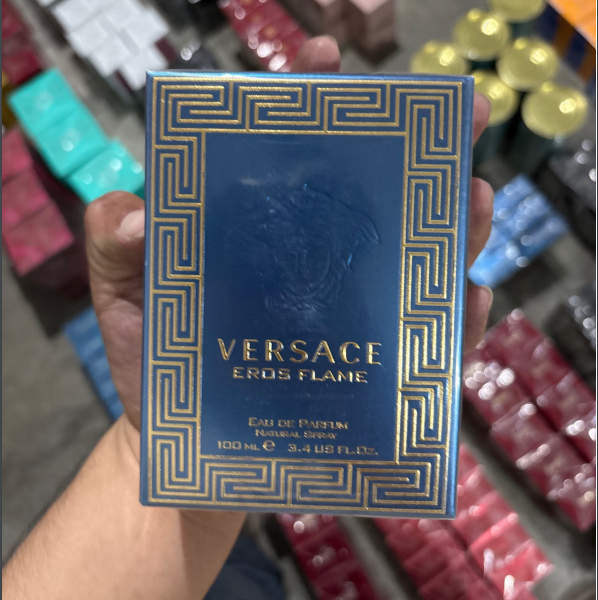 VERSACE
EROS FLAME
EAU DE PARFUM
NATURAL SPRAY
100 ML e 3.4 US FL.OZ.